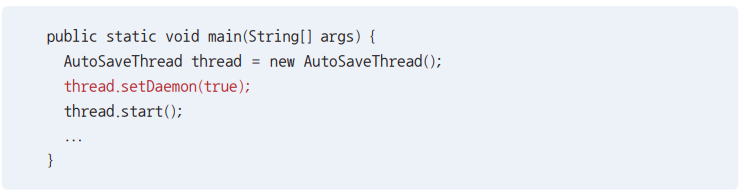 public static void main(String[] args) {
AutoSaveThread thread = new AutoSaveThread();
thread.setDaemon(true);
thread.start();
...
}